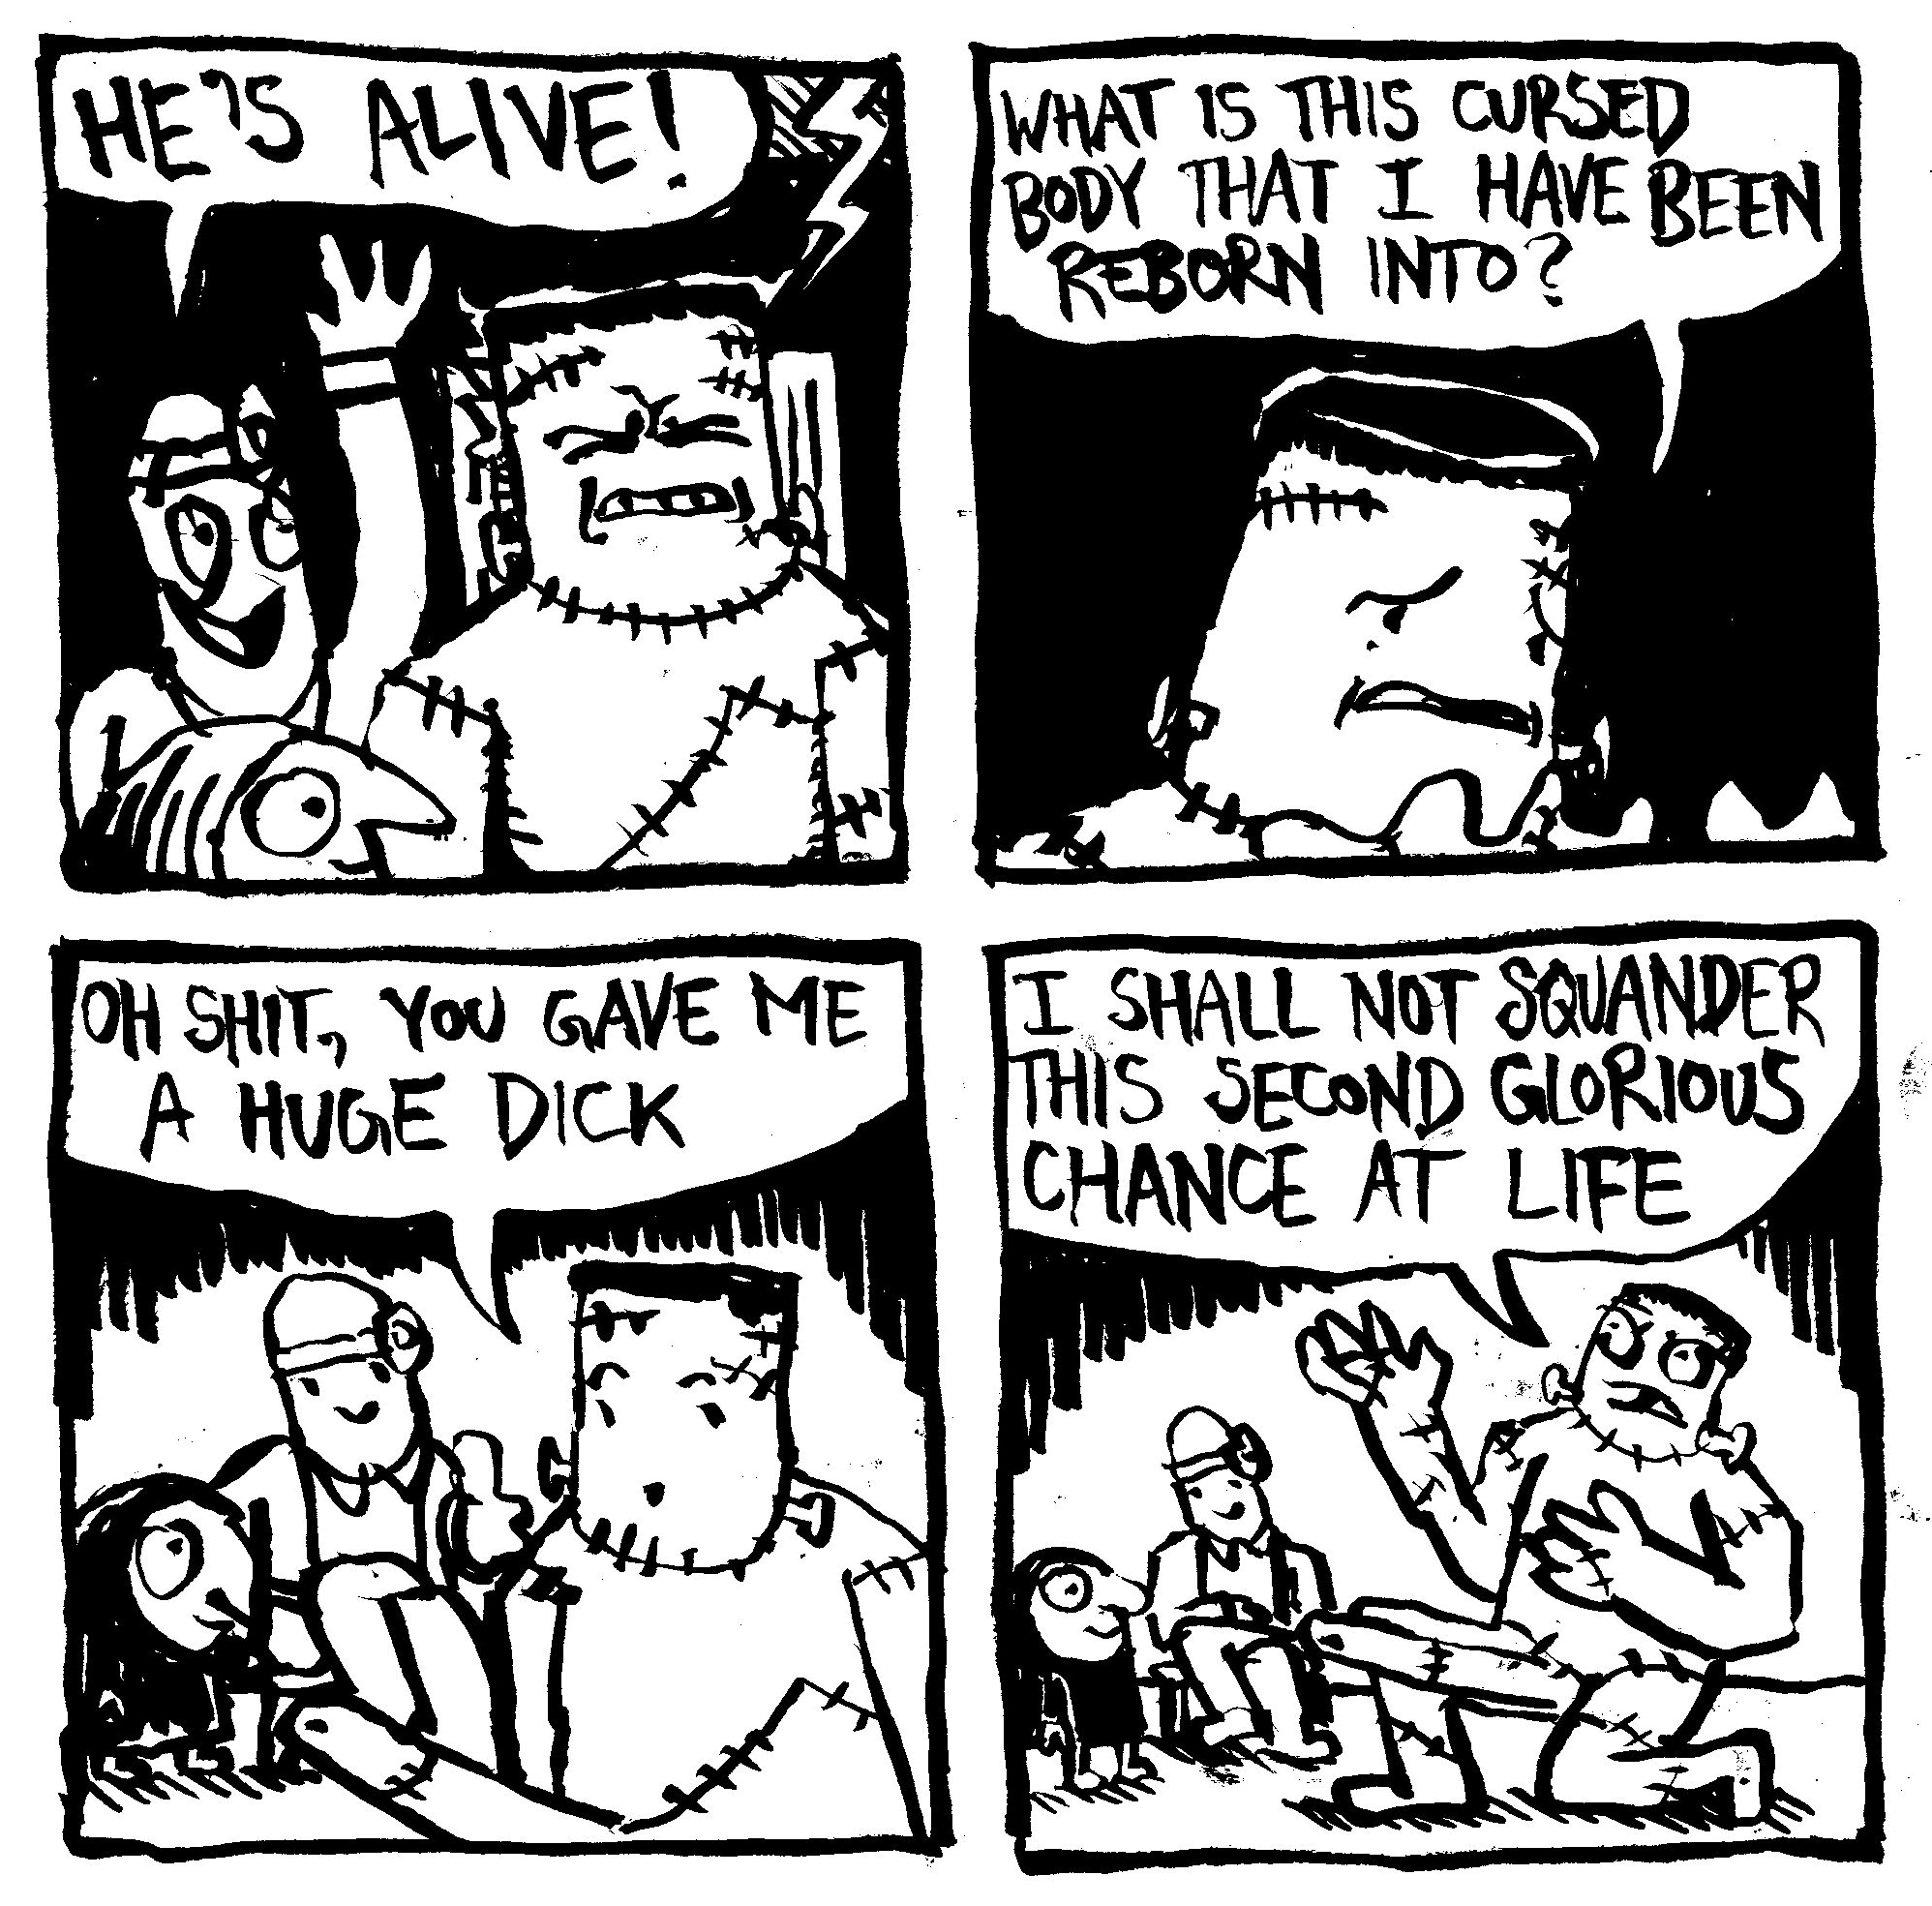 HE'S ALIVE!
WHAT IS THIS CURSED
BODY THAT I HAVE BEEN
REBORN INTO?
OH SHIT, YOU GAVE ME
A HUGE DICK
I SHALL NOT SQUANDER
THIS SECOND GLORIOUS
CHANCE AT LIFE